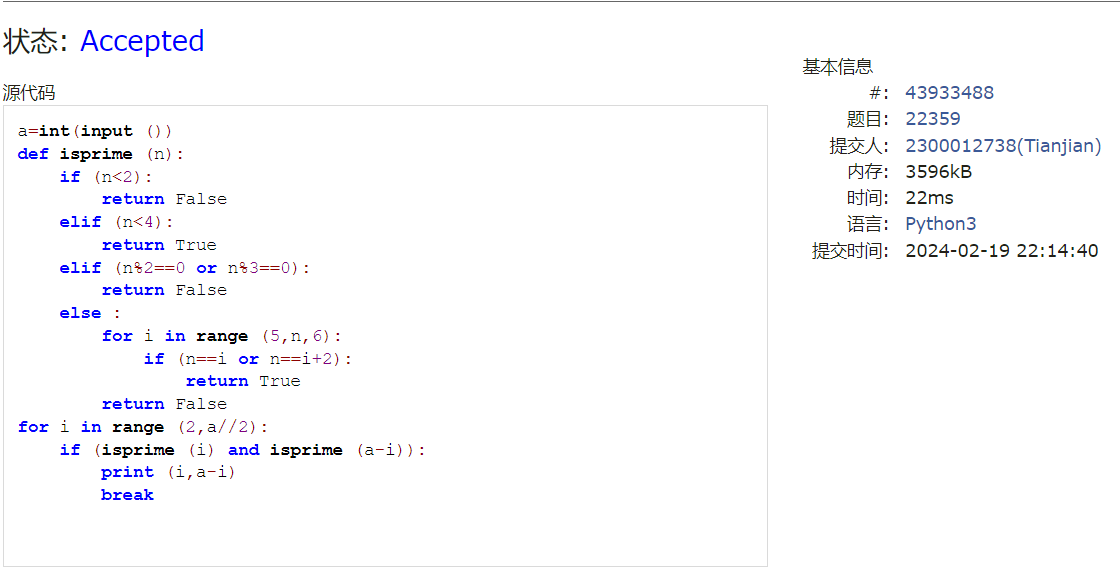 状态: Accepted
源代码
a=int(input ())
def isprime (n):
    if (n<2):
        return False
    elif (n<4):
        return True
    elif (n%2==0 or n%3==0):
        return False
    else :
        for i in range (5,n,6):
            if (n==i or n==i+2):
                return True
        return False
for i in range (2,a//2):
    if (isprime (i) and isprime (a-i)):
        print (i,a-i)
        break
基本信息
#: 43933488
题目: 22359
提交人: 2300012738(Tianjian)
内存: 3596kB
时间: 22ms
语言: Python3
提交时间: 2024-02-19 22:14:40